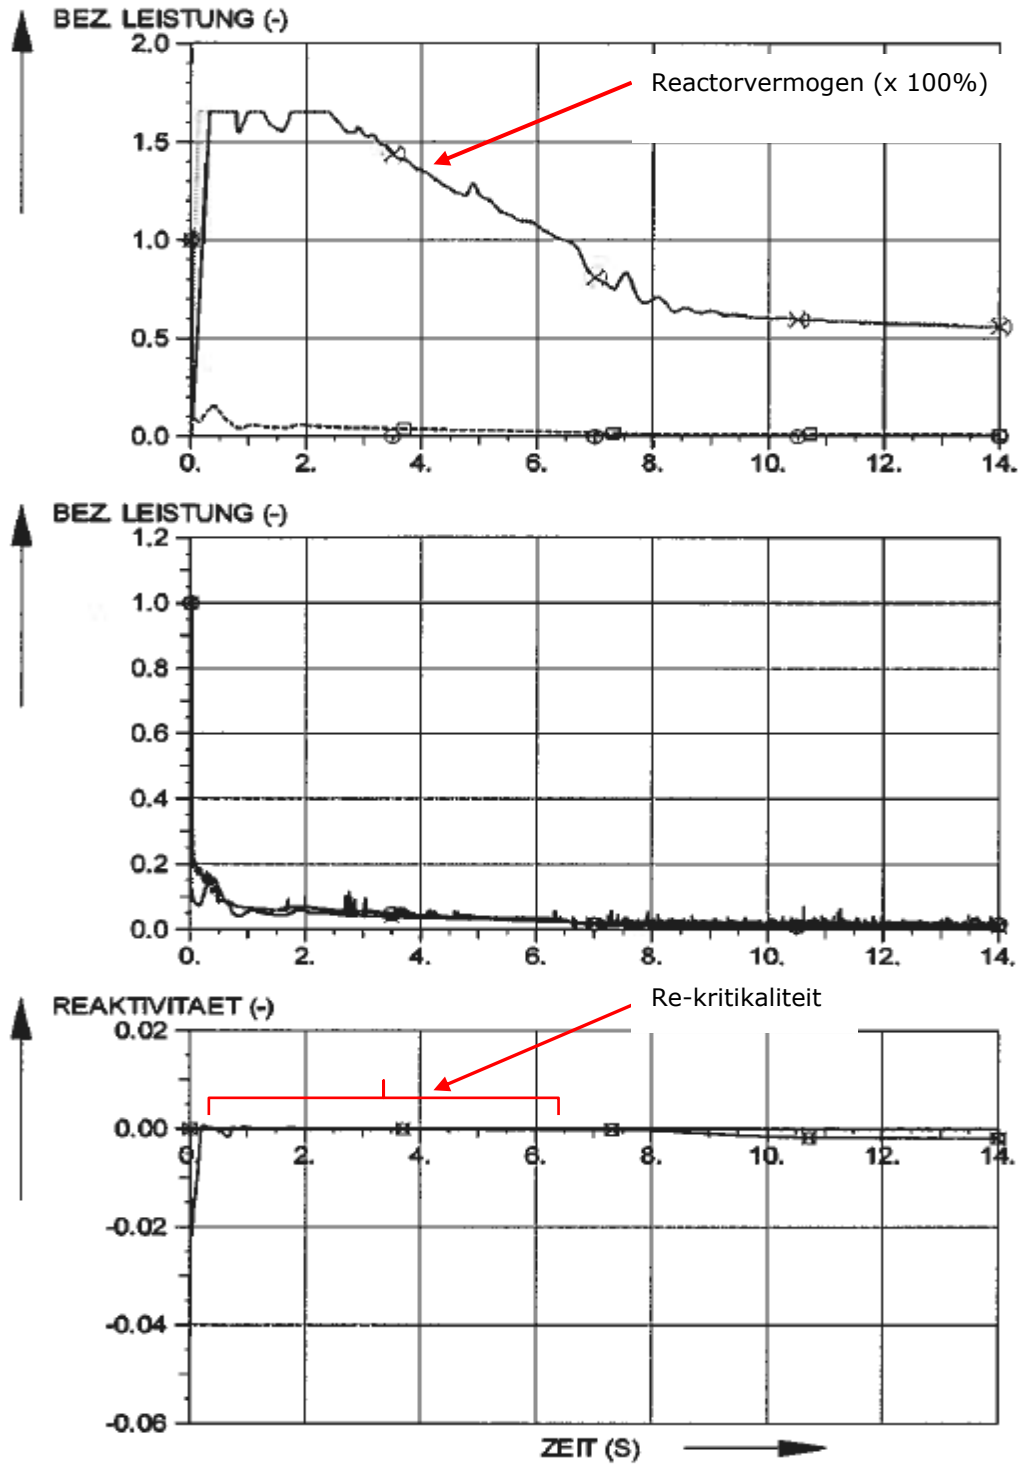 BEZ. LEISTUNG (-)
2.0
Reactorvermogen (x 100%)
1.5
1.0
0.5
0.0
0. 2. 4. 6. 8. 10. 12. 14.
BEZ. LEISTUNG (-)
1.2
1.0
0.8
0.6
0.4
0.2
0.0
0. 2. 4. 6. 8. 10. 12. 14.
REAKTIVITAET (-)
Re-kritikaliteit
0.02
0.00
0. 2. 4. 6. 8. 10. 12. 14.
-0.02
-0.04
-0.06
ZEIT (S)